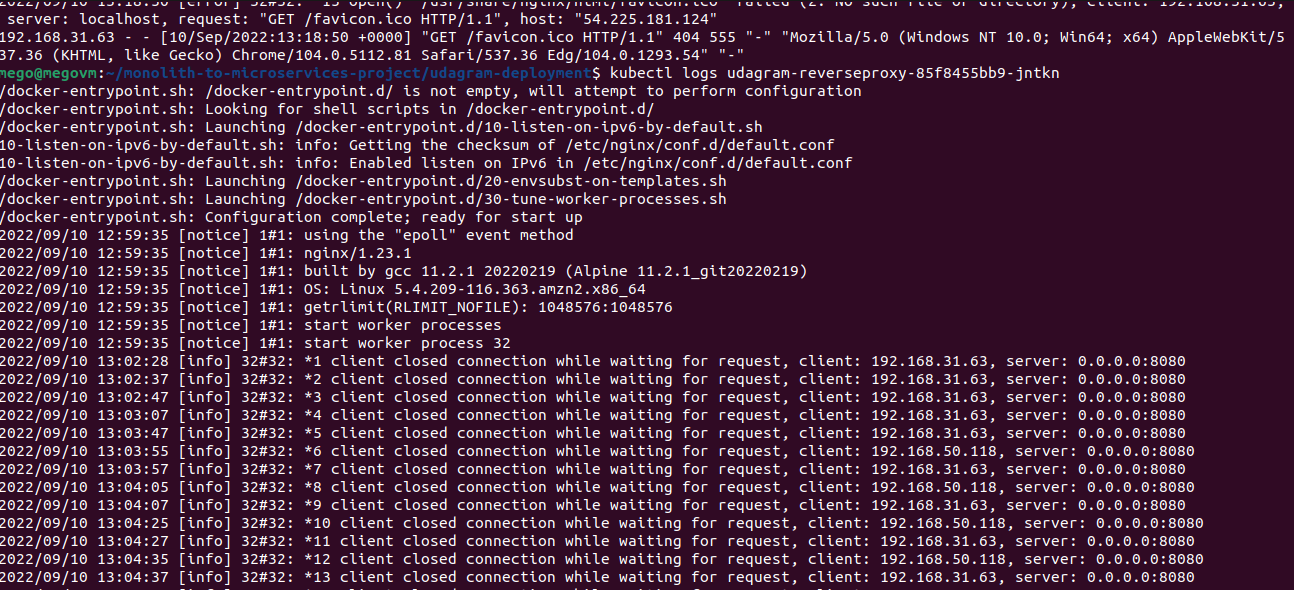 2022/09/10 13:18:50 [error] 32#32: *15 open() "/usr/share/nginx/html/favicon.ico" failed (2: No such file or directory), client: 192.168.31.63,
 server: localhost, request: "GET /favicon.ico HTTP/1.1", host: "54.225.181.124"
192.168.31.63 - - [10/Sep/2022:13:18:50 +0000] "GET /favicon.ico HTTP/1.1" 404 555 "-" "Mozilla/5.0 (Windows NT 10.0; Win64; x64) AppleWebKit/5
37.36 (KHTML, like Gecko) Chrome/104.0.5112.81 Safari/537.36 Edg/104.0.1293.54" "-"
mego@megovm:~/monolith-to-microservices-project/udagram-deployment$ kubectl logs udagram-reverseproxy-85f8455bb9-jntkn
/docker-entrypoint.sh: /docker-entrypoint.d/ is not empty, will attempt to perform configuration
/docker-entrypoint.sh: Looking for shell scripts in /docker-entrypoint.d/
/docker-entrypoint.sh: Launching /docker-entrypoint.d/10-listen-on-ipv6-by-default.sh
10-listen-on-ipv6-by-default.sh: info: Getting the checksum of /etc/nginx/conf.d/default.conf
10-listen-on-ipv6-by-default.sh: info: Enabled listen on IPv6 in /etc/nginx/conf.d/default.conf
/docker-entrypoint.sh: Launching /docker-entrypoint.d/20-envsubst-on-templates.sh
/docker-entrypoint.sh: Launching /docker-entrypoint.d/30-tune-worker-processes.sh
/docker-entrypoint.sh: Configuration complete; ready for start up
2022/09/10 12:59:35 [notice] 1#1: using the "epoll" event method
2022/09/10 12:59:35 [notice] 1#1: nginx/1.23.1
2022/09/10 12:59:35 [notice] 1#1: built by gcc 11.2.1 20220219 (Alpine 11.2.1_git20220219)
2022/09/10 12:59:35 [notice] 1#1: OS: Linux 5.4.209-116.363.amzn2.x86_64
2022/09/10 12:59:35 [notice] 1#1: getrlimit(RLIMIT_NOFILE): 1048576:1048576
2022/09/10 12:59:35 [notice] 1#1: start worker processes
2022/09/10 12:59:35 [notice] 1#1: start worker process 32
2022/09/10 13:02:28 [info] 32#32: *1 client closed connection while waiting for request, client: 192.168.31.63, server: 0.0.0.0:8080
2022/09/10 13:02:37 [info] 32#32: *2 client closed connection while waiting for request, client: 192.168.31.63, server: 0.0.0.0:8080
2022/09/10 13:02:47 [info] 32#32: *3 client closed connection while waiting for request, client: 192.168.31.63, server: 0.0.0.0:8080
2022/09/10 13:03:07 [info] 32#32: *4 client closed connection while waiting for request, client: 192.168.31.63, server: 0.0.0.0:8080
2022/09/10 13:03:47 [info] 32#32: *5 client closed connection while waiting for request, client: 192.168.31.63, server: 0.0.0.0:8080
2022/09/10 13:03:55 [info] 32#32: *6 client closed connection while waiting for request, client: 192.168.50.118, server: 0.0.0.0:8080
2022/09/10 13:03:57 [info] 32#32: *7 client closed connection while waiting for request, client: 192.168.31.63, server: 0.0.0.0:8080
2022/09/10 13:04:05 [info] 32#32: *8 client closed connection while waiting for request, client: 192.168.50.118, server: 0.0.0.0:8080
2022/09/10 13:04:07 [info] 32#32: *9 client closed connection while waiting for request, client: 192.168.31.63, server: 0.0.0.0:8080
2022/09/10 13:04:25 [info] 32#32: *10 client closed connection while waiting for request, client: 192.168.50.118, server: 0.0.0.0:8080
2022/09/10 13:04:27 [info] 32#32: *11 client closed connection while waiting for request, client: 192.168.31.63, server: 0.0.0.0:8080
2022/09/10 13:04:35 [info] 32#32: *12 client closed connection while waiting for request, client: 192.168.50.118, server: 0.0.0.0:8080
2022/09/10 13:04:37 [info] 32#32: *13 client closed connection while waiting for request, client: 192.168.31.63, server: 0.0.0.0:8080